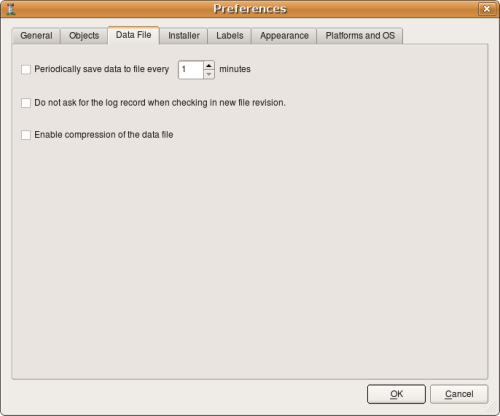 Preferences
General Objects Data File Installer Labels Appearance Platforms and OS
Periodically save data to file every 1 minutes
Do not ask for the log record when checking in new file revision.
Enable compression of the data file
OK Cancel